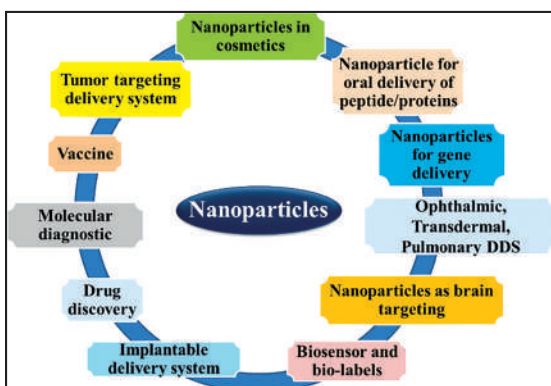 Nanoparticles in
cosmetics
Nanoparticle for
oral delivery of
peptide/proteins
Nanoparticles
for gene
delivery
Ophthalmic,
Transdermal,
Pulmonary DDS
Nanoparticles as brain
targeting
Biosensor and
bio-labels
Implantable
delivery system
Drug
discovery
Molecular
diagnostic
Vaccine
Tumor targeting
delivery system
Nanoparticles